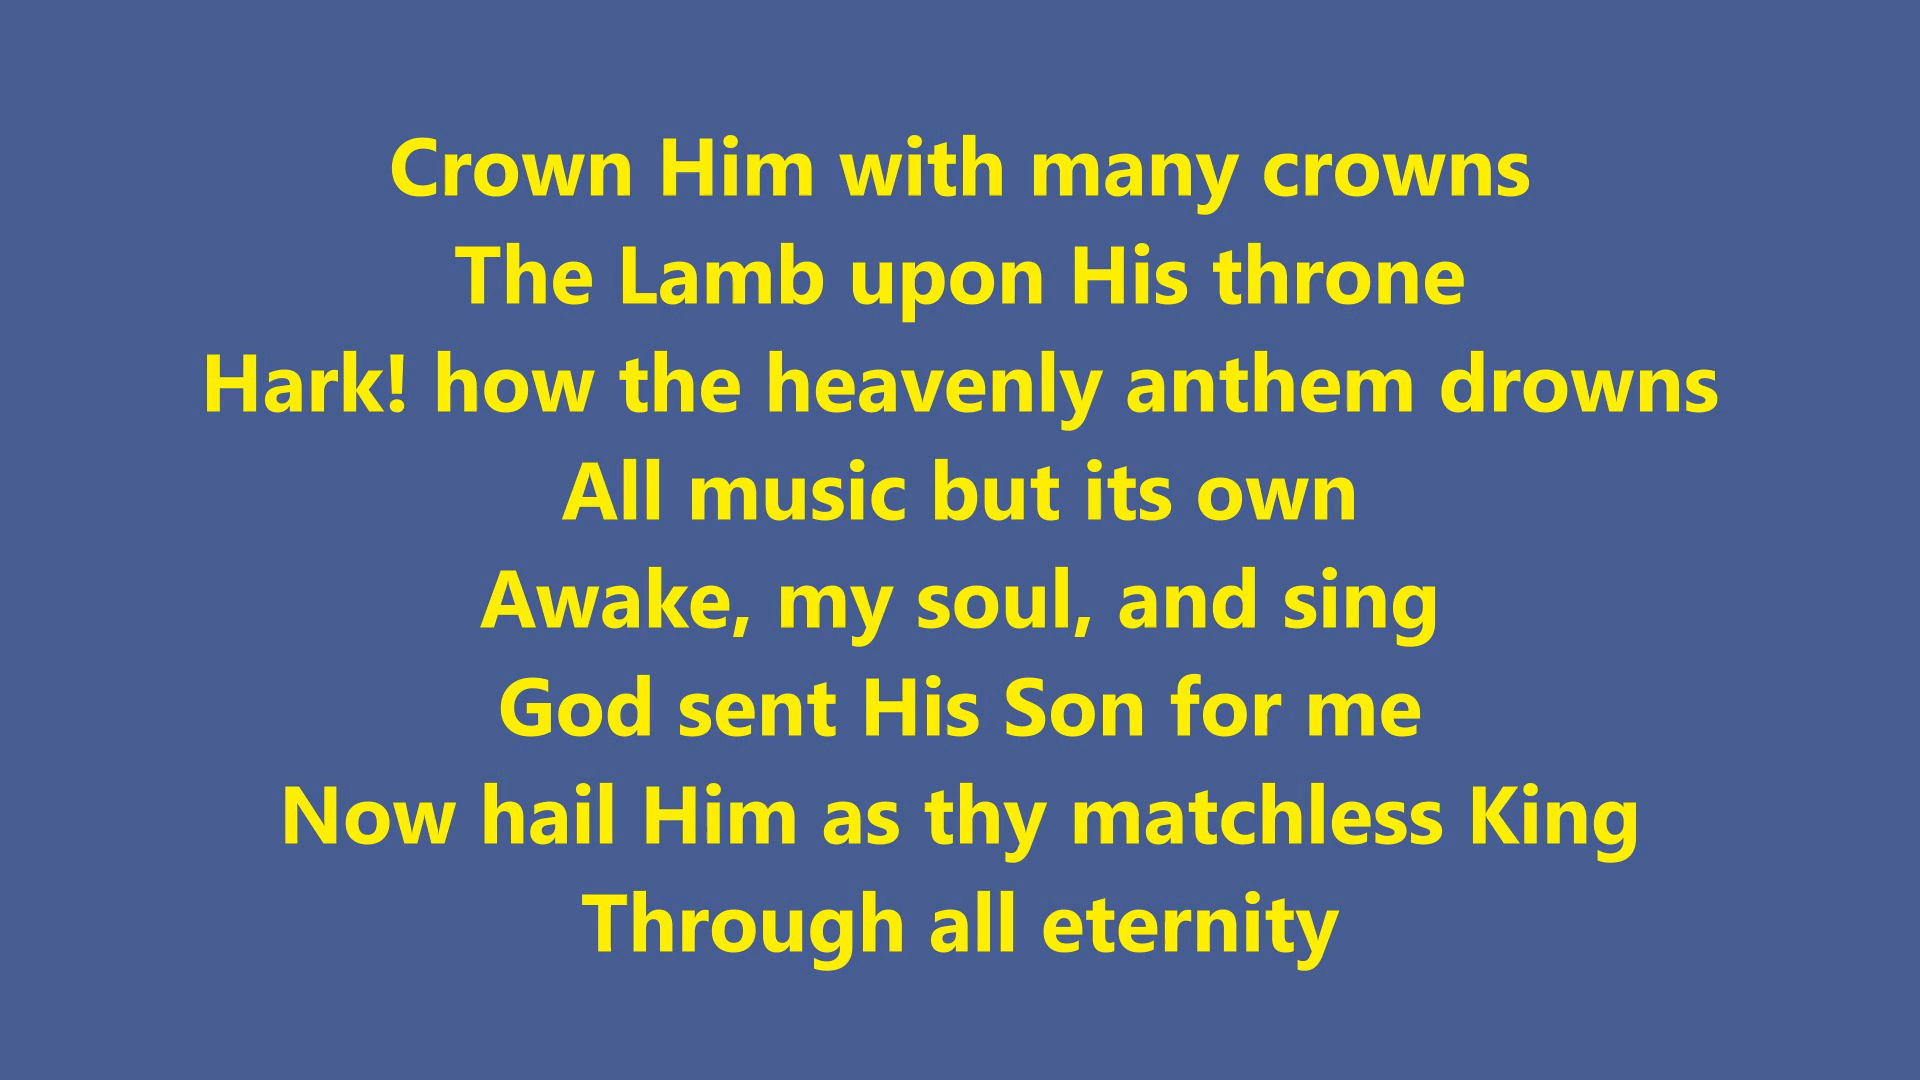 Crown Him with many crowns
The Lamb upon His throne
Hark! how the heavenly anthem drowns
All music but its own
Awake, my soul, and sing
God sent His Son for me
Now hail Him as thy matchless King
Through all eternity